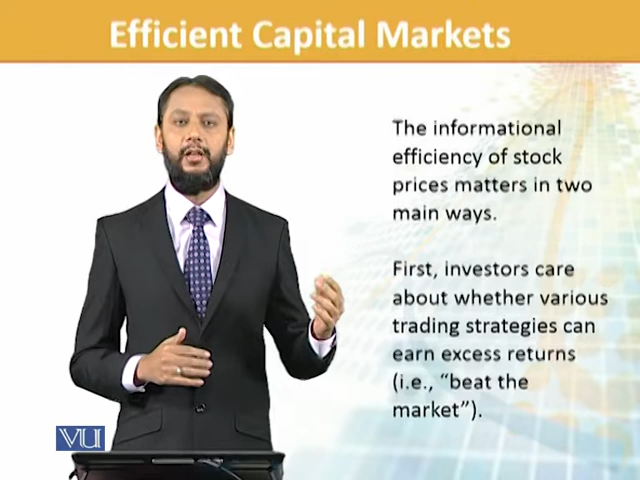 Efficient Capital Markets
The informational
efficiency of stock
prices matters in two
main ways.
First, investors care
about whether various
trading strategies can
earn excess returns
(i.e., “beat the
market”).
VU